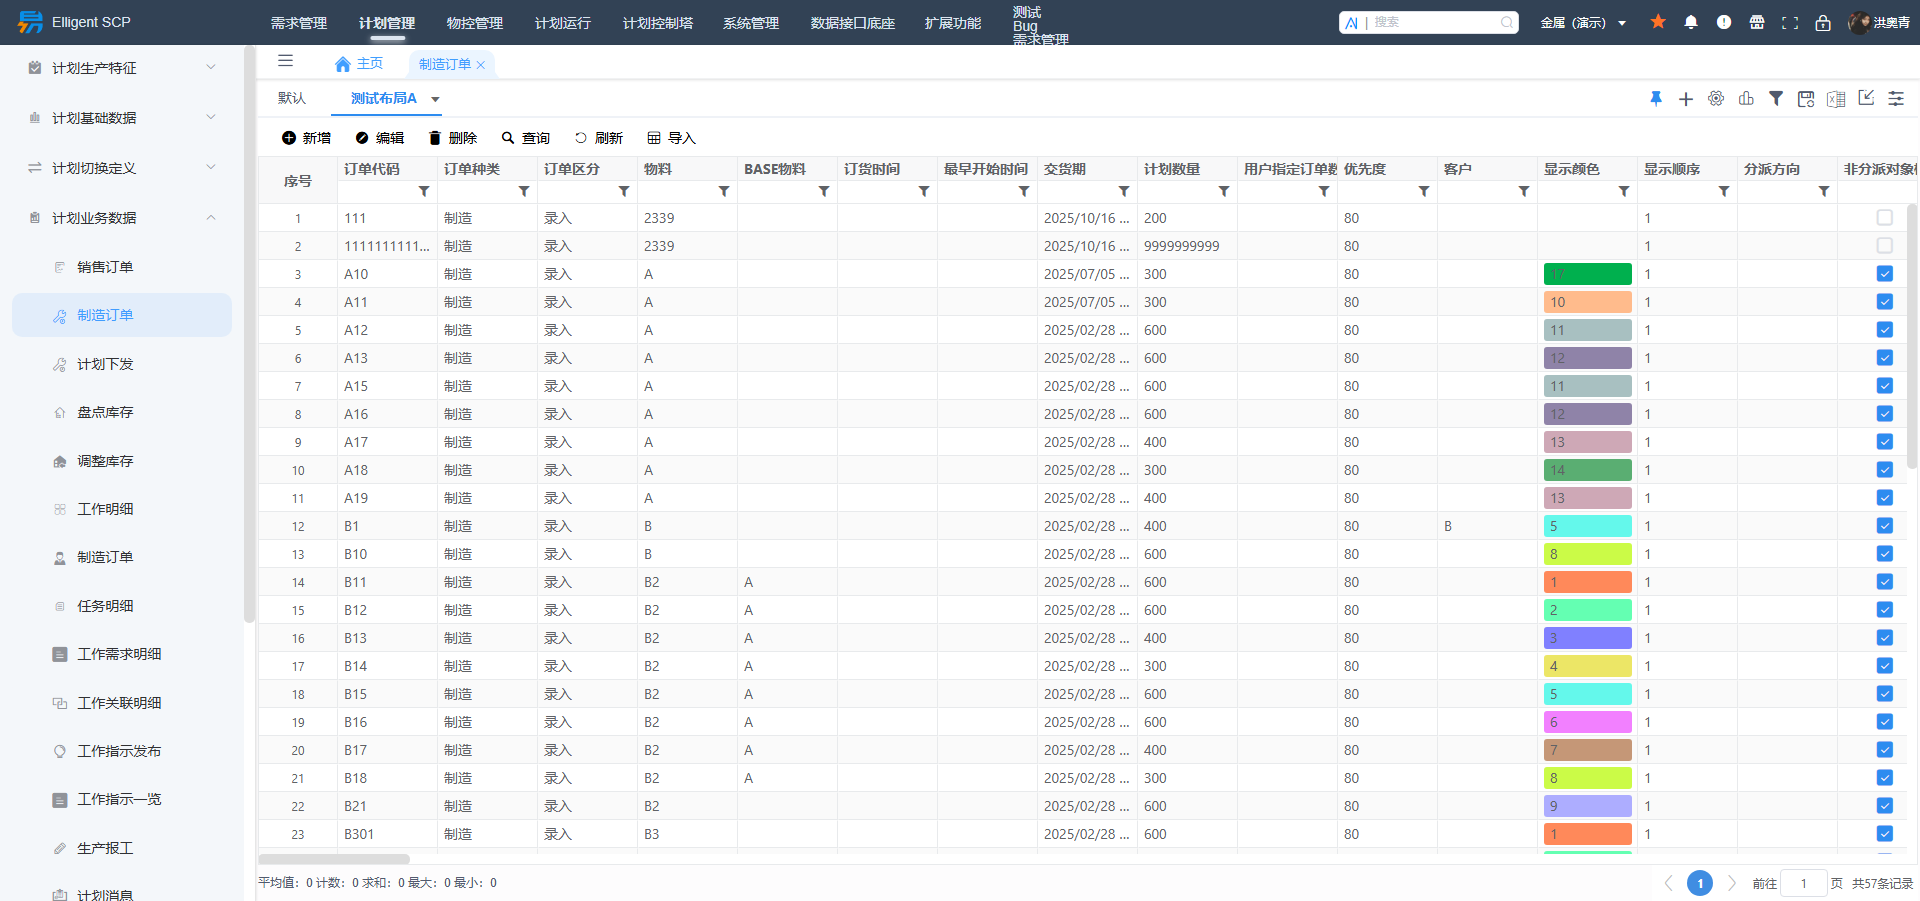 Elligent SCP
需求管理 计划管理 物控管理 计划运行 计划控制塔 系统管理 数据接口底座 扩展功能 测试Bug需求管理
AI | 搜索
金属（演示）
洪奥青
计划生产特征
计划基础数据
计划切换定义
计划业务数据
销售订单
制造订单
计划下发
盘点库存
调整库存
工作明细
制造订单
任务明细
工作需求明细
工作关联明细
工作指示发布
工作指示一览
生产报工
计划消息
主页 制造订单
默认 测试布局A
新增 编辑 删除 查询 刷新 导入
序号 订单代码 订单种类 订单区分 物料 BASE物料 订货时间 最早开始时间 交货期 计划数量 用户指定订单数 优先度 客户 显示颜色 显示顺序 分派方向 非分派对象
1 111 制造 录入 2339 2025/10/16 ... 200 80 1
2 1111111111... 制造 录入 2339 2025/10/16 ... 9999999999 80 1
3 A10 制造 录入 A 2025/07/05 ... 300 80 17 1
4 A11 制造 录入 A 2025/07/05 ... 300 80 10 1
5 A12 制造 录入 A 2025/02/28 ... 600 80 11 1
6 A13 制造 录入 A 2025/02/28 ... 600 80 12 1
7 A15 制造 录入 A 2025/02/28 ... 600 80 11 1
8 A16 制造 录入 A 2025/02/28 ... 600 80 12 1
9 A17 制造 录入 A 2025/02/28 ... 400 80 13 1
10 A18 制造 录入 A 2025/02/28 ... 300 80 14 1
11 A19 制造 录入 A 2025/02/28 ... 400 80 13 1
12 B1 制造 录入 B 2025/02/28 ... 400 80 B 5 1
13 B10 制造 录入 B 2025/02/28 ... 600 80 8 1
14 B11 制造 录入 B2 A 2025/02/28 ... 600 80 1 1
15 B12 制造 录入 B2 A 2025/02/28 ... 600 80 2 1
16 B13 制造 录入 B2 A 2025/02/28 ... 400 80 3 1
17 B14 制造 录入 B2 A 2025/02/28 ... 300 80 4 1
18 B15 制造 录入 B2 A 2025/02/28 ... 600 80 5 1
19 B16 制造 录入 B2 A 2025/02/28 ... 600 80 6 1
20 B17 制造 录入 B2 A 2025/02/28 ... 400 80 7 1
21 B18 制造 录入 B2 A 2025/02/28 ... 300 80 8 1
22 B21 制造 录入 B2 2025/02/28 ... 600 80 9 1
23 B301 制造 录入 B3 2025/02/28 ... 600 80 1 1
平均值：0 计数：0 求和：0 最大：0 最小：0
1 前往 1 页 共57条记录